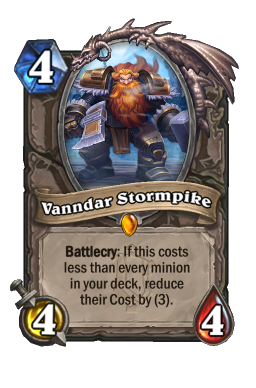 4
Vanndar Stormpike
Battlecry: If this costs
less than every minion
in your deck, reduce
their Cost by (3).
4
4